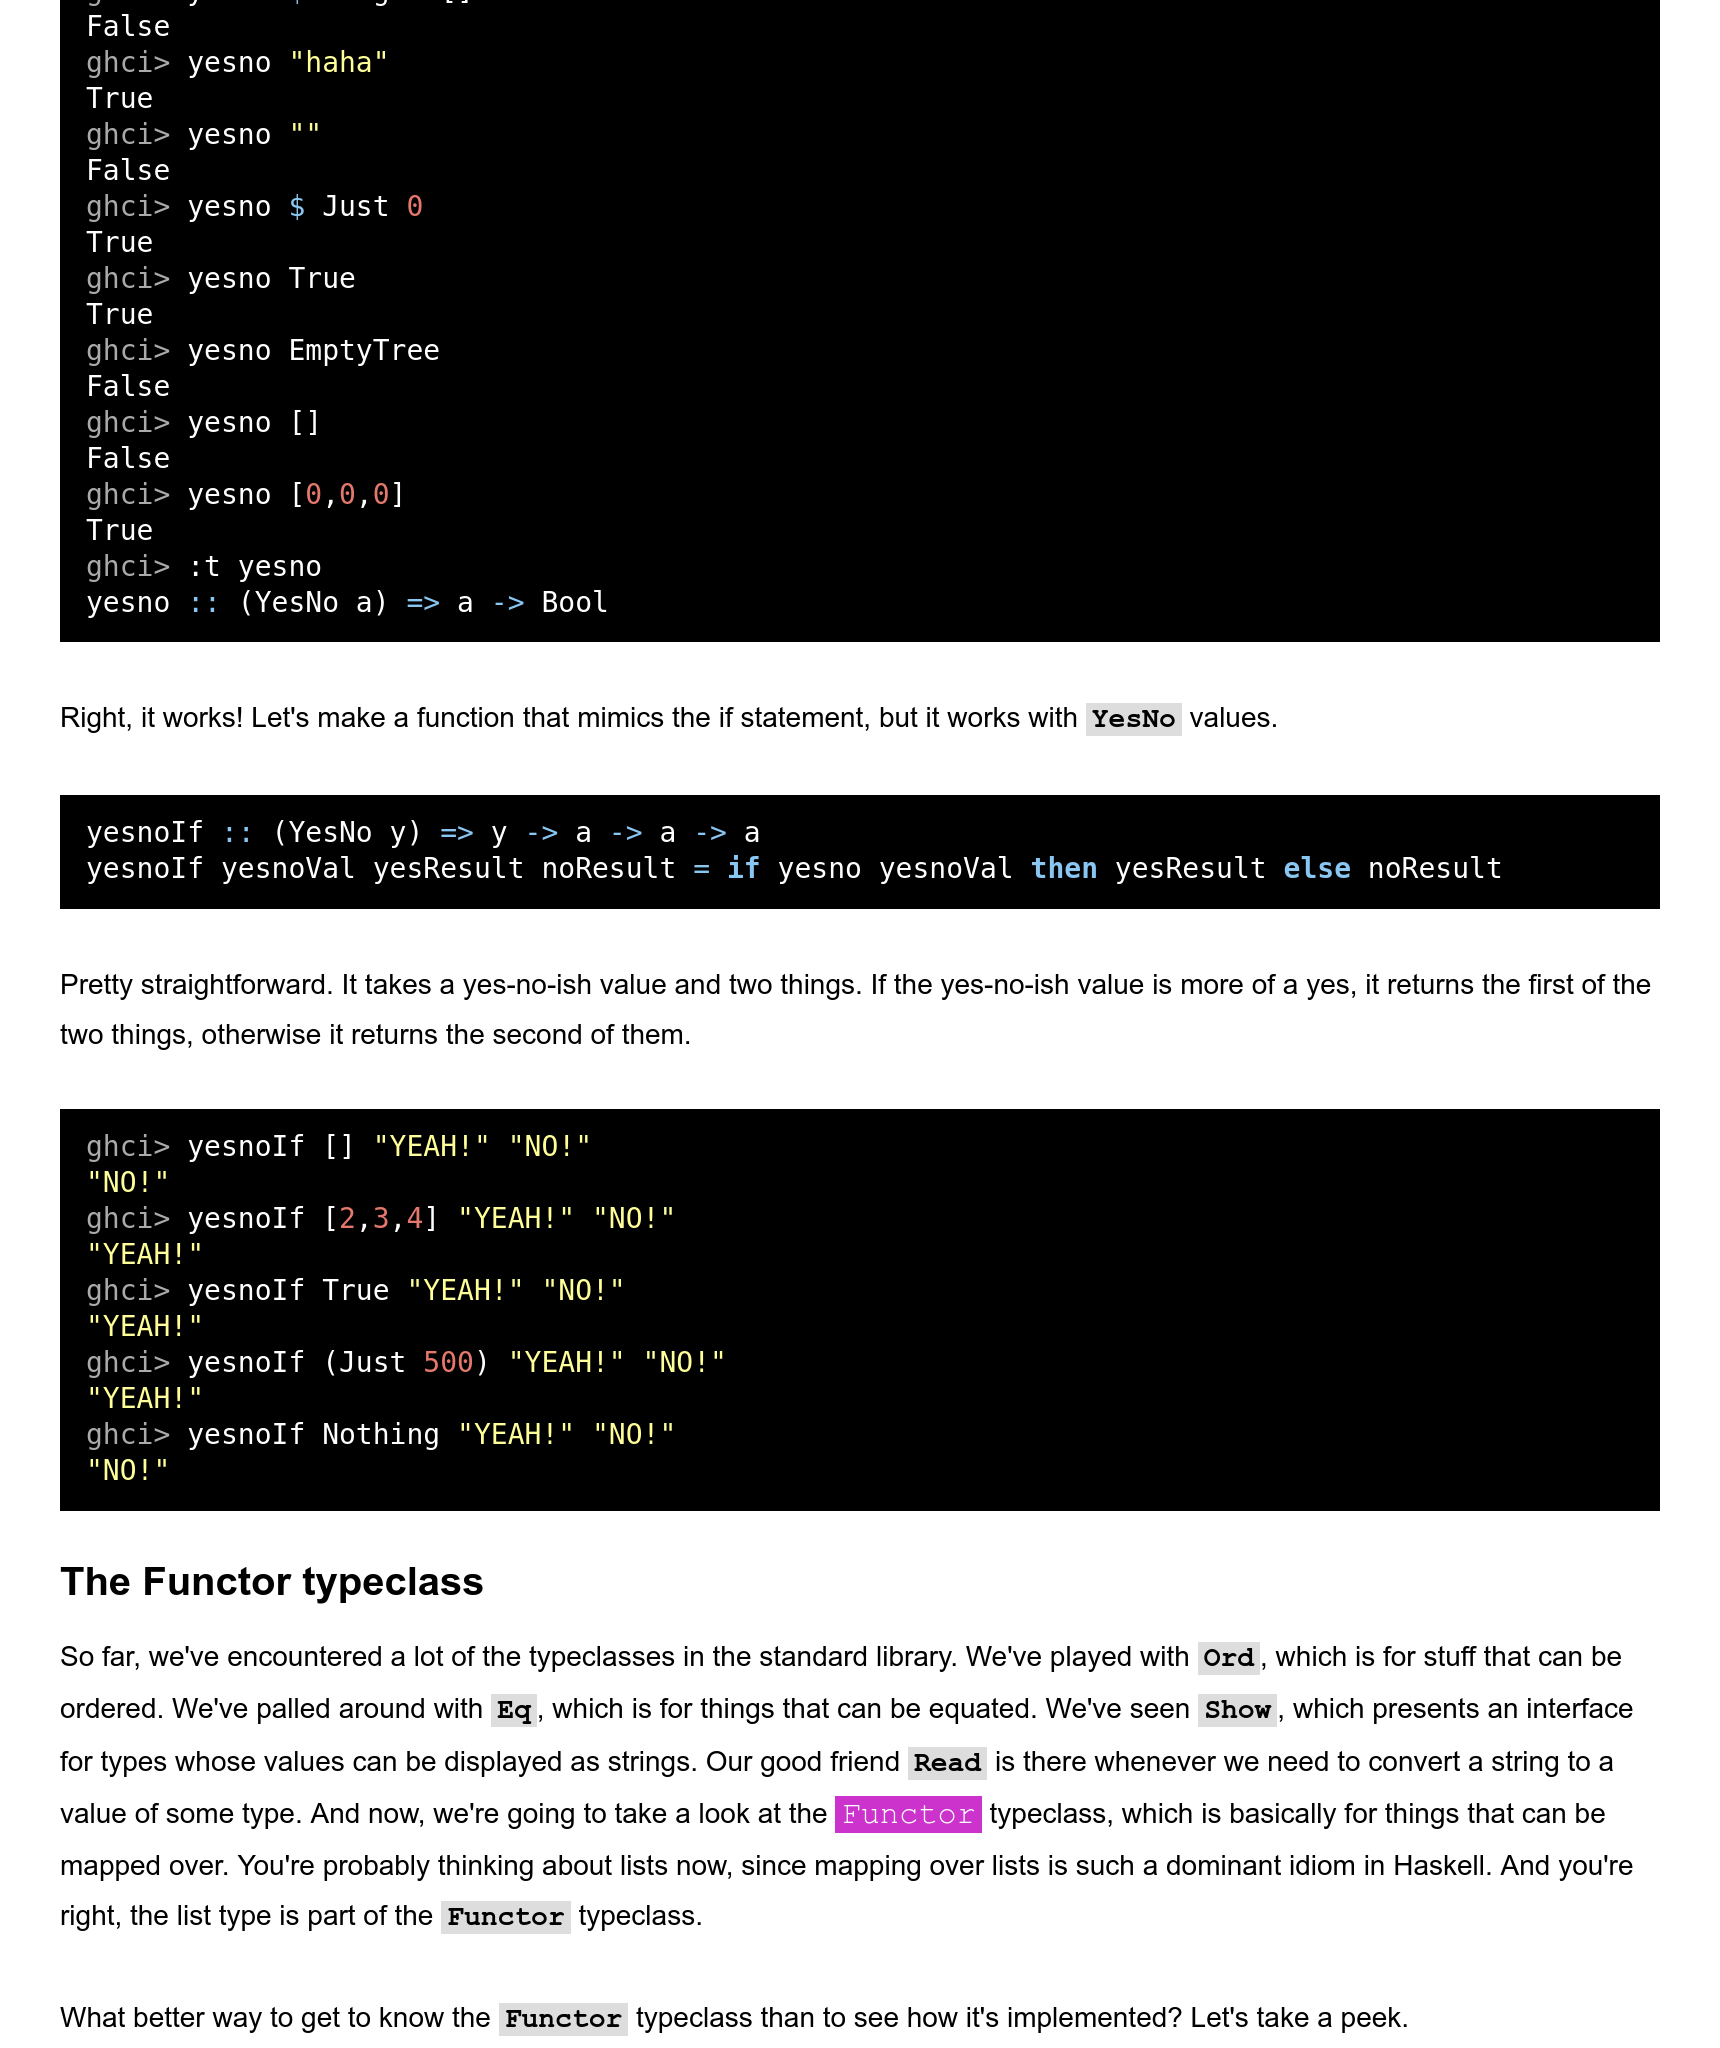 False
ghci> yesno "haha"
True
ghci> yesno ""
False
ghci> yesno $ Just 0
True
ghci> yesno True
True
ghci> yesno EmptyTree
False
ghci> yesno []
False
ghci> yesno [0,0,0]
True
ghci> :t yesno
yesno :: (YesNo a) => a -> Bool
Right, it works! Let's make a function that mimics the if statement, but it works with YesNo values.
yesnoIf :: (YesNo y) => y -> a -> a -> a
yesnoIf yesnoVal yesResult noResult = if yesno yesnoVal then yesResult else noResult
Pretty straightforward. It takes a yes-no-ish value and two things. If the yes-no-ish value is more of a yes, it returns the first of the
two things, otherwise it returns the second of them.
ghci> yesnoIf [] "YEAH!" "NO!"
"NO!"
ghci> yesnoIf [2,3,4] "YEAH!" "NO!"
"YEAH!"
ghci> yesnoIf True "YEAH!" "NO!"
"YEAH!"
ghci> yesnoIf (Just 500) "YEAH!" "NO!"
"YEAH!"
ghci> yesnoIf Nothing "YEAH!" "NO!"
"NO!"
The Functor typeclass
So far, we've encountered a lot of the typeclasses in the standard library. We've played with Ord, which is for stuff that can be
ordered. We've palled around with Eq, which is for things that can be equated. We've seen Show, which presents an interface
for types whose values can be displayed as strings. Our good friend Read is there whenever we need to convert a string to a
value of some type. And now, we're going to take a look at the Functor typeclass, which is basically for things that can be
mapped over. You're probably thinking about lists now, since mapping over lists is such a dominant idiom in Haskell. And you're
right, the list type is part of the Functor typeclass.
What better way to get to know the Functor typeclass than to see how it's implemented? Let's take a peek.